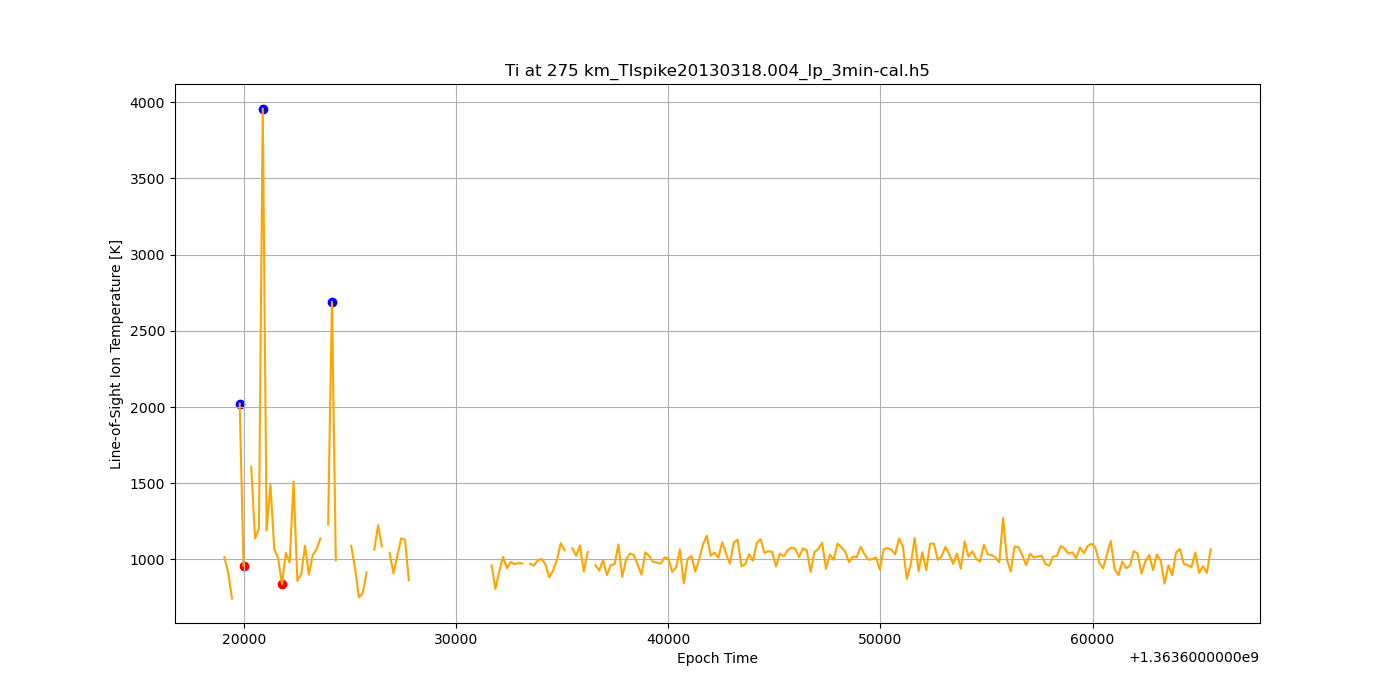 Ti at 275 km_TIspike20130318.004_lp_3min-cal.h5
Line-of-Sight Ion Temperature [K]
4000
3500
3000
2500
2000
1500
1000
20000 30000 40000 50000 60000
Epoch Time
+1.3636000000e9